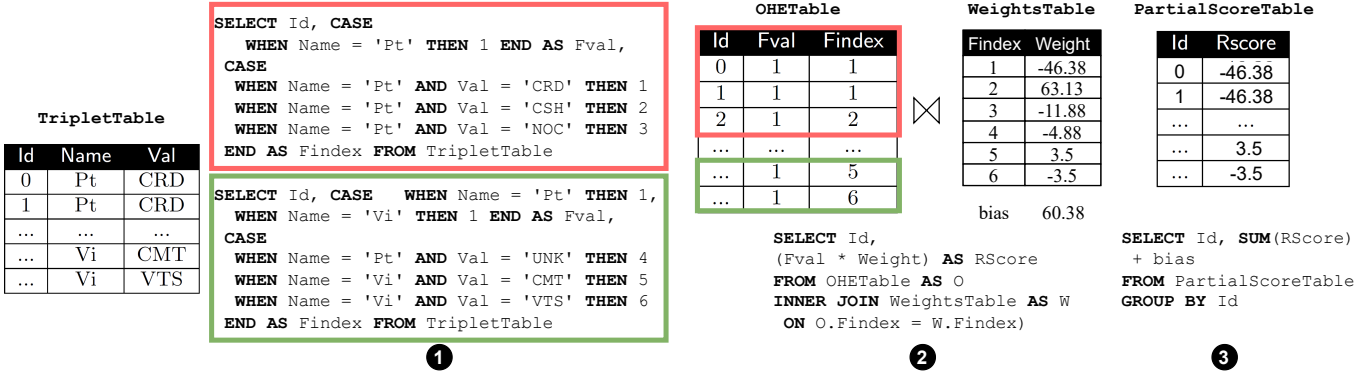 TripletTable
Id Name Val
0 Pt CRD
1 Pt CRD
... ... ...
... Vi CMT
... Vi VTS
SELECT Id, CASE
WHEN Name = 'Pt' THEN 1 END AS Fval,
CASE
WHEN Name = 'Pt' AND Val = 'CRD' THEN 1
WHEN Name = 'Pt' AND Val = 'CSH' THEN 2
WHEN Name = 'Pt' AND Val = 'NOC' THEN 3
END AS Findex FROM TripletTable
SELECT Id, CASE WHEN Name = 'Pt' THEN 1,
WHEN Name = 'Vi' THEN 1 END AS Fval,
CASE
WHEN Name = 'Pt' AND Val = 'UNK' THEN 4
WHEN Name = 'Vi' AND Val = 'CMT' THEN 5
WHEN Name = 'Vi' AND Val = 'VTS' THEN 6
END AS Findex FROM TripletTable
1
OHETable
Id Fval Findex
0 1 1
1 1 1
2 1 2
... ... ...
... 1 5
... 1 6
⋈
WeightsTable
Findex Weight
1 -46.38
2 63.13
3 -11.88
4 -4.88
5 3.5
6 -3.5
bias 60.38
SELECT Id,
(Fval * Weight) AS RScore
FROM OHETable AS O
INNER JOIN WeightsTable AS W
ON O.Findex = W.Findex)
2
PartialScoreTable
Id Rscore
0 -46.38
1 -46.38
... ...
... 3.5
... -3.5
SELECT Id, SUM(RScore)
+ bias
FROM PartialScoreTable
GROUP BY Id
3